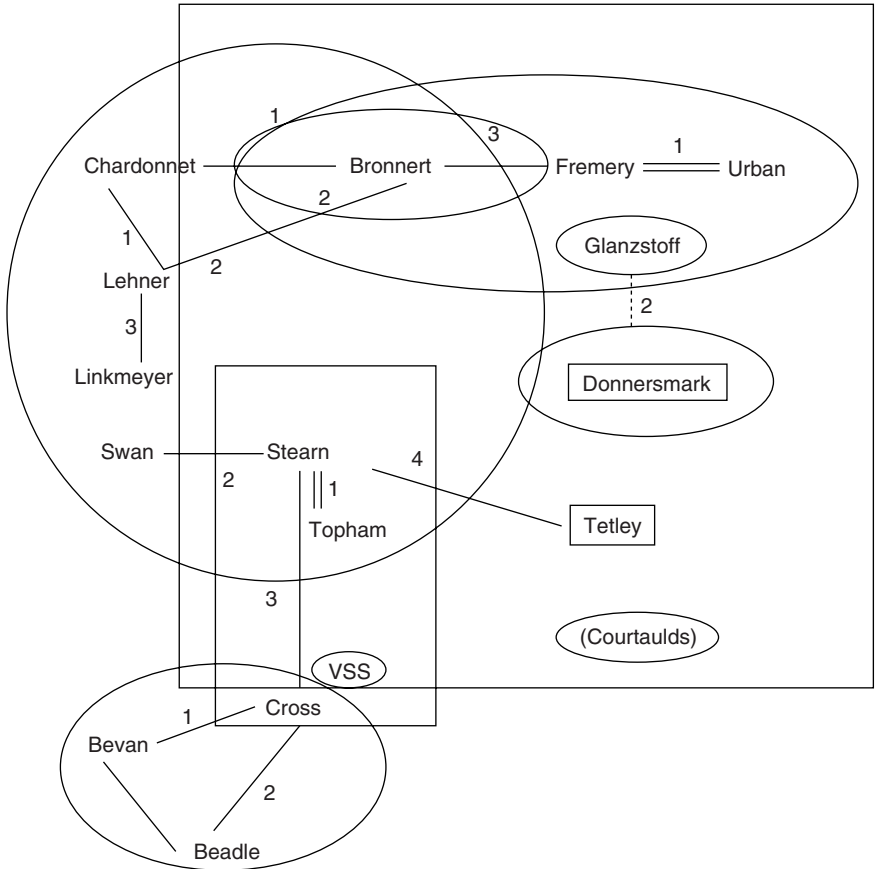 1
3
Chardonnet Bronnert Fremery 1 Urban
2
1 2 Glanzstoff
Lehner
3 2
Linkmeyer Donnersmark
Swan Stearn 4
2 1
Topham Tetley
3
(Courtaulds)
VSS
Cross
1
Bevan
2
Beadle